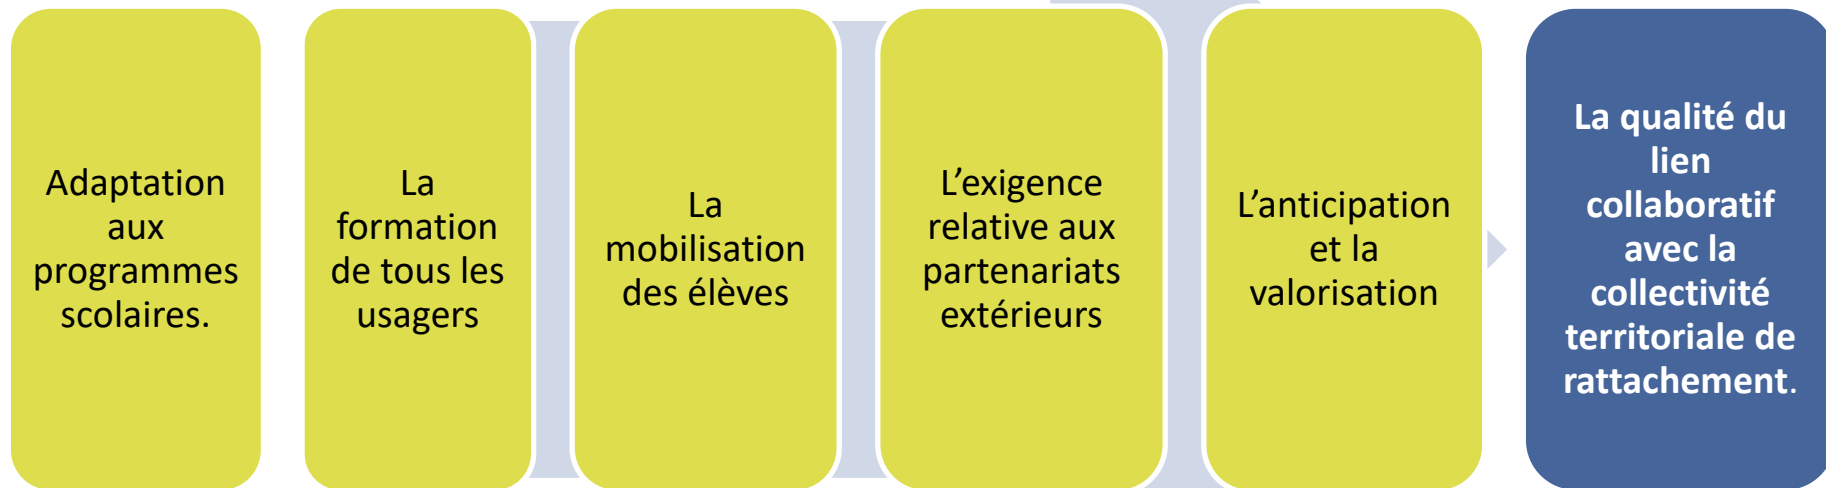 Adaptation
aux
programmes
scolaires.
La
formation
de tous les
usagers
La
mobilisation
des élèves
L’exigence
relative aux
partenariats
extérieurs
L’anticipation
et la
valorisation
La qualité du
lien
collaboratif
avec la
collectivité
territoriale de
rattachement.